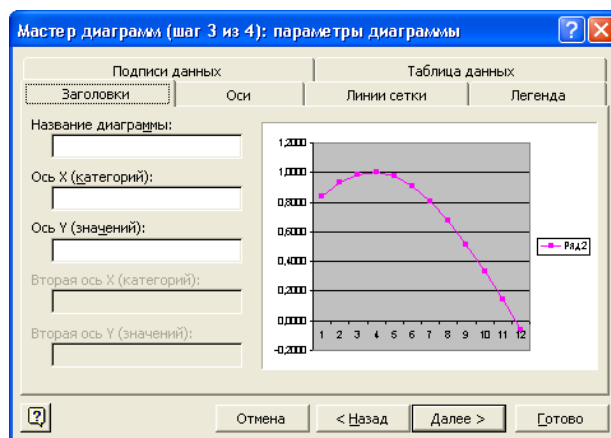 Мастер диаграмм (шаг 3 из 4): параметры диаграммы
Подписи данных
Таблица данных
Заголовки
Оси
Линии сетки
Легенда
Название диаграммы:
Ось X (категорий):
Ось Y (значений):
Вторая ось X (категорий):
Вторая ось Y (значений):
1,2000
1,0000
0,8000
0,6000
0,4000
0,2000
0,0000
-0,2000
1 2 3 4 5 6 7 8 9 10 11 12
Ряд2
Отмена
< Назад
Далее >
Готово